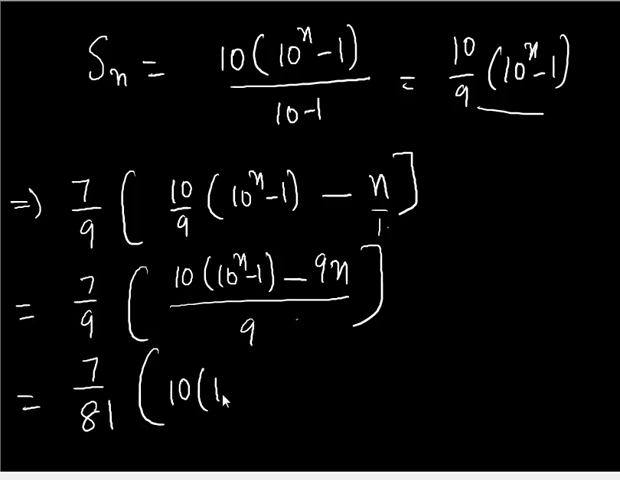 Sn = 10(10^n-1)/10-1 = 10/9 (10^n-1)
=> 7/9 [ 10/9 (10^n-1) - n/1 ]
= 7/9 [ 10(10^n-1) - 9n / 9 ]
= 7/81 ( 10(1